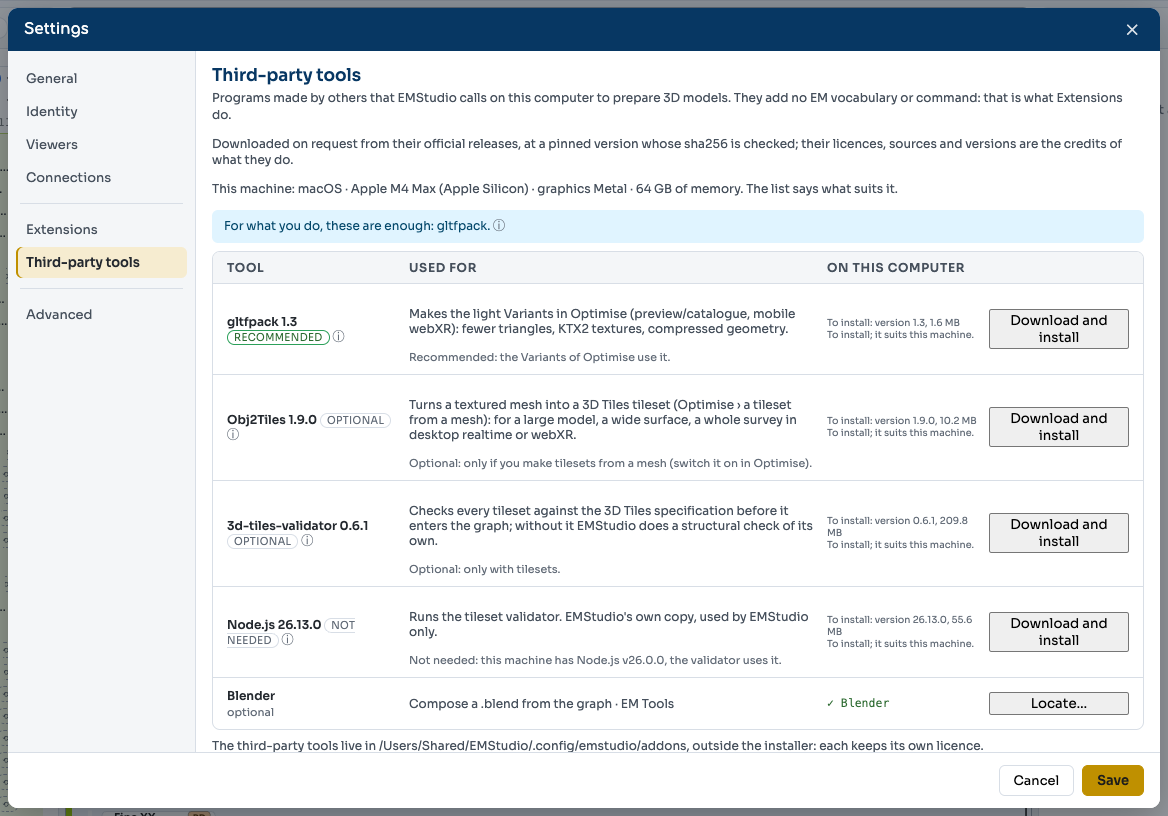 Settings
General
Identity
Viewers
Connections
Extensions
Third-party tools
Advanced
Third-party tools
Programs made by others that EMStudio calls on this computer to prepare 3D models. They add no EM vocabulary or command: that is what Extensions
do.
Downloaded on request from their official releases, at a pinned version whose sha256 is checked; their licences, sources and versions are the credits of
what they do.
This machine: macOS · Apple M4 Max (Apple Silicon) · graphics Metal · 64 GB of memory. The list says what suits it.
For what you do, these are enough: gltfpack. ⓘ
TOOL
USED FOR
ON THIS COMPUTER
gltfpack 1.3
RECOMMENDED ⓘ
Makes the light Variants in Optimise (preview/catalogue, mobile
webXR): fewer triangles, KTX2 textures, compressed geometry.
Recommended: the Variants of Optimise use it.
To install: version 1.3, 1.6 MB
To install; it suits this machine.
Download and
install
Obj2Tiles 1.9.0 OPTIONAL
ⓘ
Turns a textured mesh into a 3D Tiles tileset (Optimise › a tileset
from a mesh): for a large model, a wide surface, a whole survey in
desktop realtime or webXR.
Optional: only if you make tilesets from a mesh (switch it on in Optimise).
To install: version 1.9.0, 10.2 MB
To install; it suits this machine.
Download and
install
3d-tiles-validator 0.6.1
OPTIONAL ⓘ
Checks every tileset against the 3D Tiles specification before it
enters the graph; without it EMStudio does a structural check of its
own.
Optional: only with tilesets.
To install: version 0.6.1, 209.8
MB
To install; it suits this machine.
Download and
install
Node.js 26.13.0 NOT
NEEDED ⓘ
Runs the tileset validator. EMStudio's own copy, used by EMStudio
only.
Not needed: this machine has Node.js v26.0.0, the validator uses it.
To install: version 26.13.0, 55.6
MB
To install; it suits this machine.
Download and
install
Blender
optional
Compose a .blend from the graph · EM Tools
✓ Blender
Locate...
The third-party tools live in /Users/Shared/EMStudio/.config/emstudio/addons, outside the installer: each keeps its own licence.
Cancel
Save